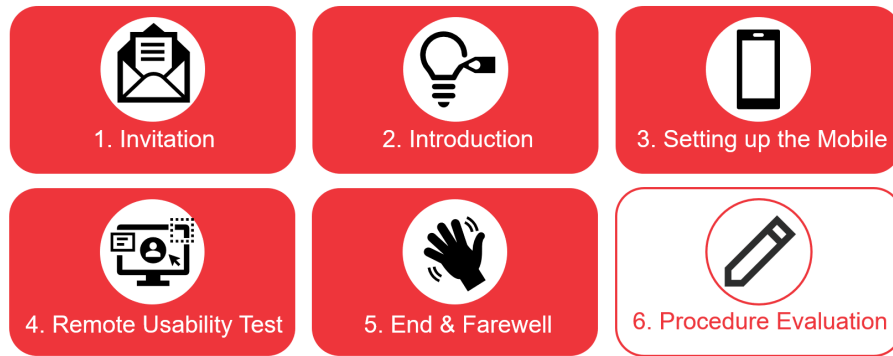 1. Invitation
2. Introduction
3. Setting up the Mobile
4. Remote Usability Test
5. End & Farewell
6. Procedure Evaluation